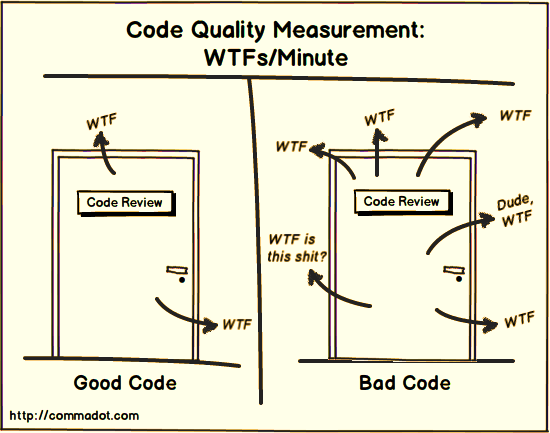 Code Quality Measurement:
WTFs/Minute
WTF
Code Review
WTF
Good Code
WTF
WTF
WTF
Code Review
Dude,
WTF
WTF is
this shit?
WTF
Bad Code
http://commadot.com